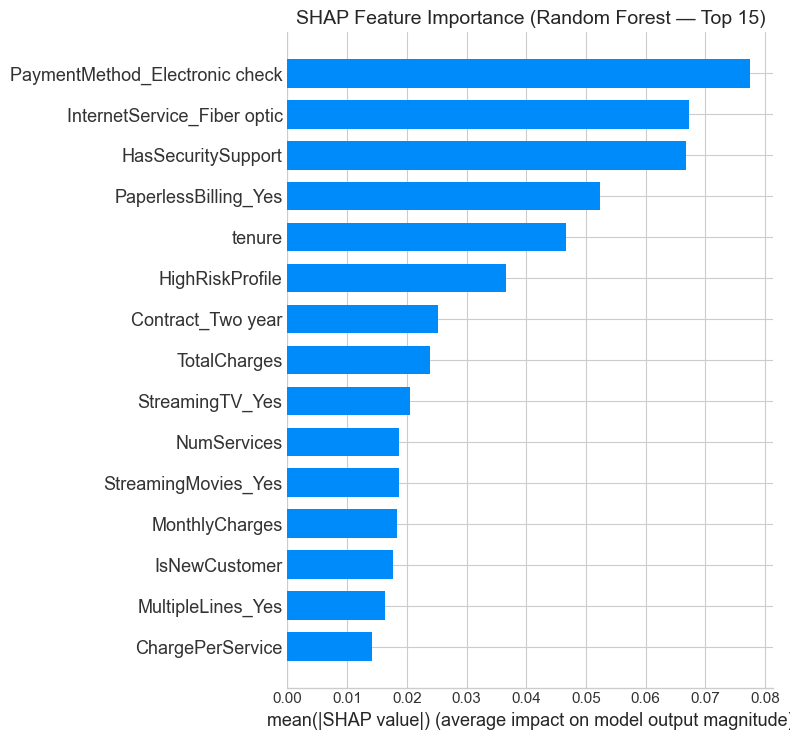 SHAP Feature Importance (Random Forest — Top 15)
PaymentMethod_Electronic check
InternetService_Fiber optic
HasSecuritySupport
PaperlessBilling_Yes
tenure
HighRiskProfile
Contract_Two year
TotalCharges
StreamingTV_Yes
NumServices
StreamingMovies_Yes
MonthlyCharges
IsNewCustomer
MultipleLines_Yes
ChargePerService
0.00 0.01 0.02 0.03 0.04 0.05 0.06 0.07 0.08
mean(|SHAP value|) (average impact on model output magnitude)